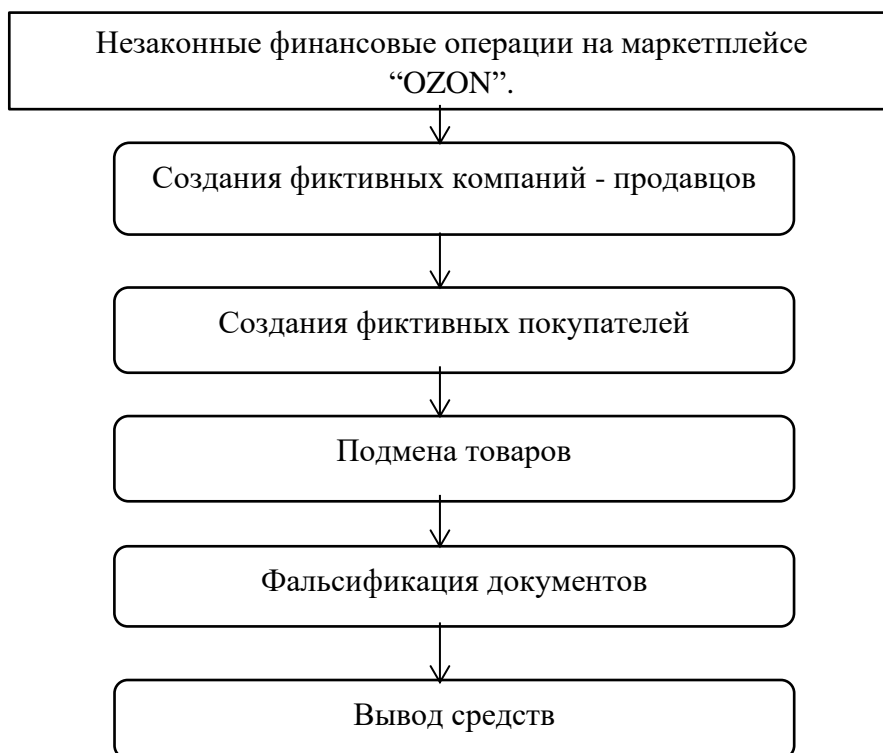 Незаконные финансовые операции на маркетплейсе
“OZON”.
Создания фиктивных компаний - продавцов
Создания фиктивных покупателей
Подмена товаров
Фальсификация документов
Вывод средств